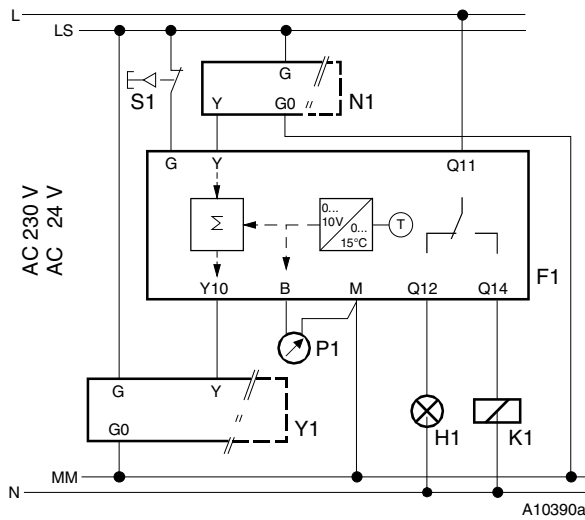 L
LS
S1
G
Y
G0
N1
G
Y
Q11
AC 230 V
AC 24 V
Σ
0...
10V
0...
15°C
T
Y10
B
M
Q12
Q14
F1
P1
G
Y
G0
Y1
H1
K1
MM
N
A10390a